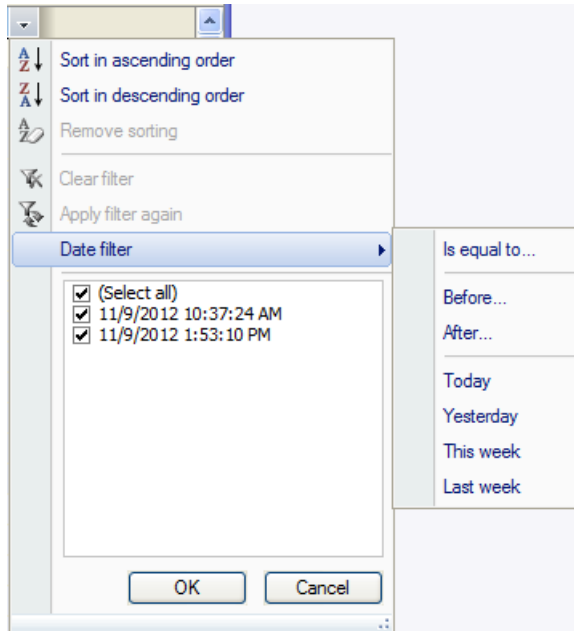 Sort in ascending order
Sort in descending order
Remove sorting
Clear filter
Apply filter again
Date filter
(Select all)
11/9/2012 10:37:24 AM
11/9/2012 1:53:10 PM
OK Cancel
Is equal to...
Before...
After...
Today
Yesterday
This week
Last week